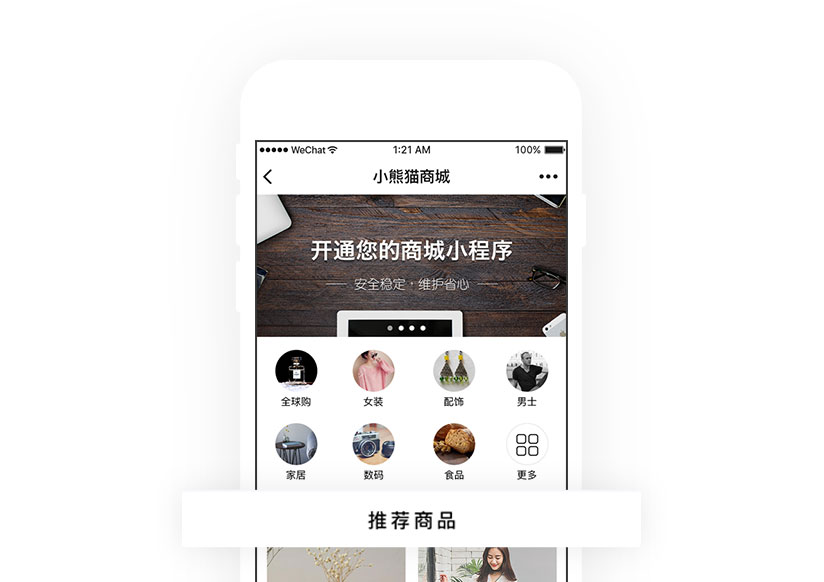 WeChat 1:21 AM 100%
小熊猫商城
开通您的商城小程序
安全稳定·维护省心
全球购 女装 配饰 男士
家居 数码 食品 更多
推荐商品